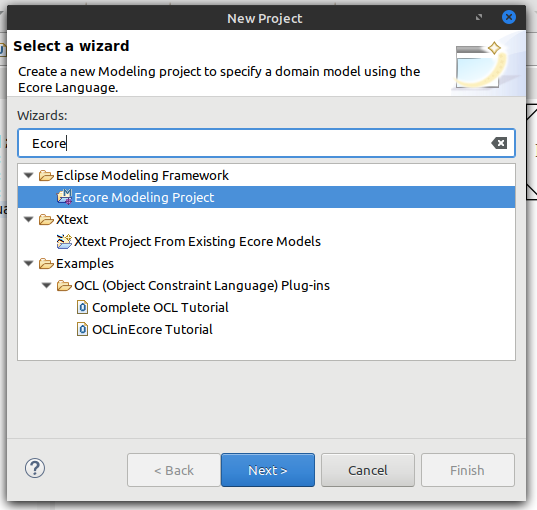 New Project
Select a wizard
Create a new Modeling project to specify a domain model using the
Ecore Language.
Wizards:
Ecore
Eclipse Modeling Framework
Ecore Modeling Project
Xtext
Xtext Project From Existing Ecore Models
Examples
OCL (Object Constraint Language) Plug-ins
Complete OCL Tutorial
OCLinEcore Tutorial
?
< Back
Next >
Cancel
Finish